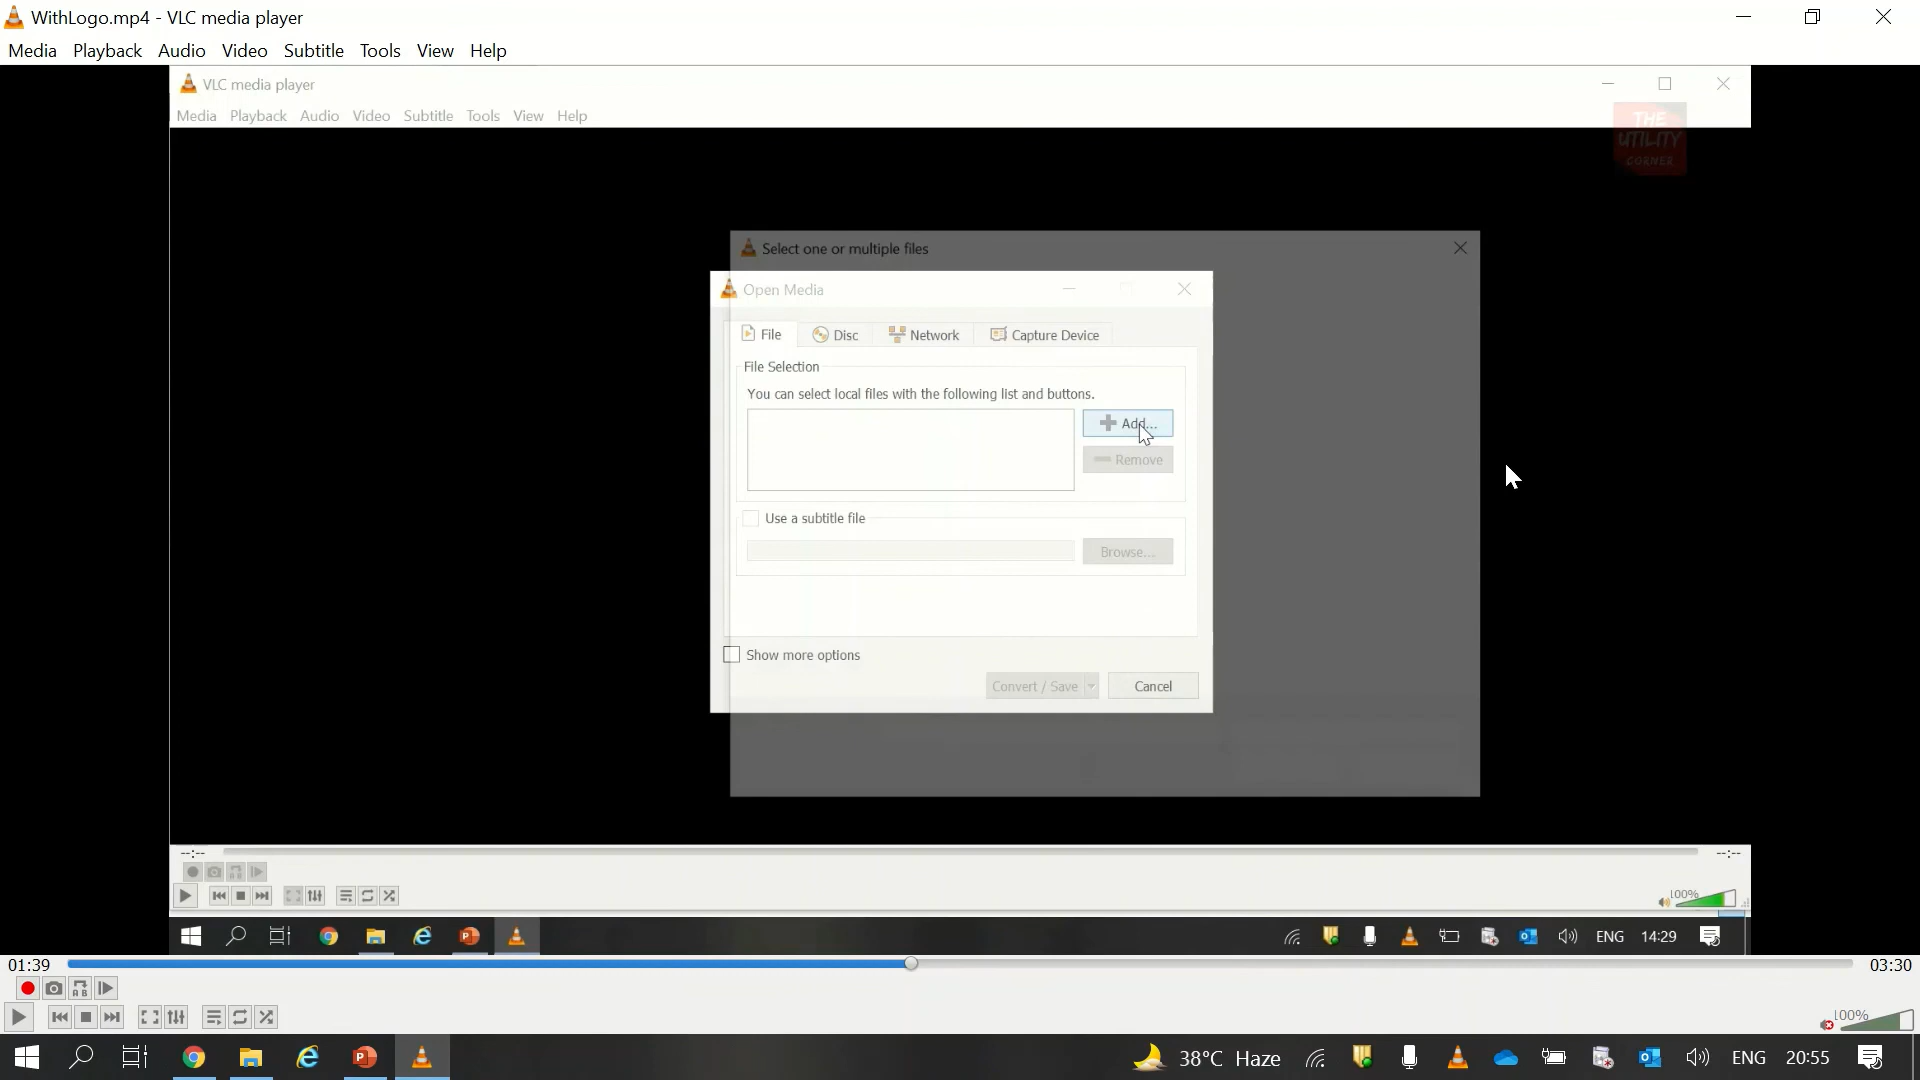 WithLogo.mp4 - VLC media player
Media Playback Audio Video Subtitle Tools View Help
VLC media player
Media Playback Audio Video Subtitle Tools View Help
THE
UTILITY
CORNER
Select one or multiple files
Open Media
File Disc Network Capture Device
File Selection
You can select local files with the following list and buttons.
Add...
Remove
Use a subtitle file
Browse...
Show more options
Convert / Save Cancel
--:-- --:--
100%
ENG 14:29
01:39 03:30
100%
38°C Haze ENG 20:55